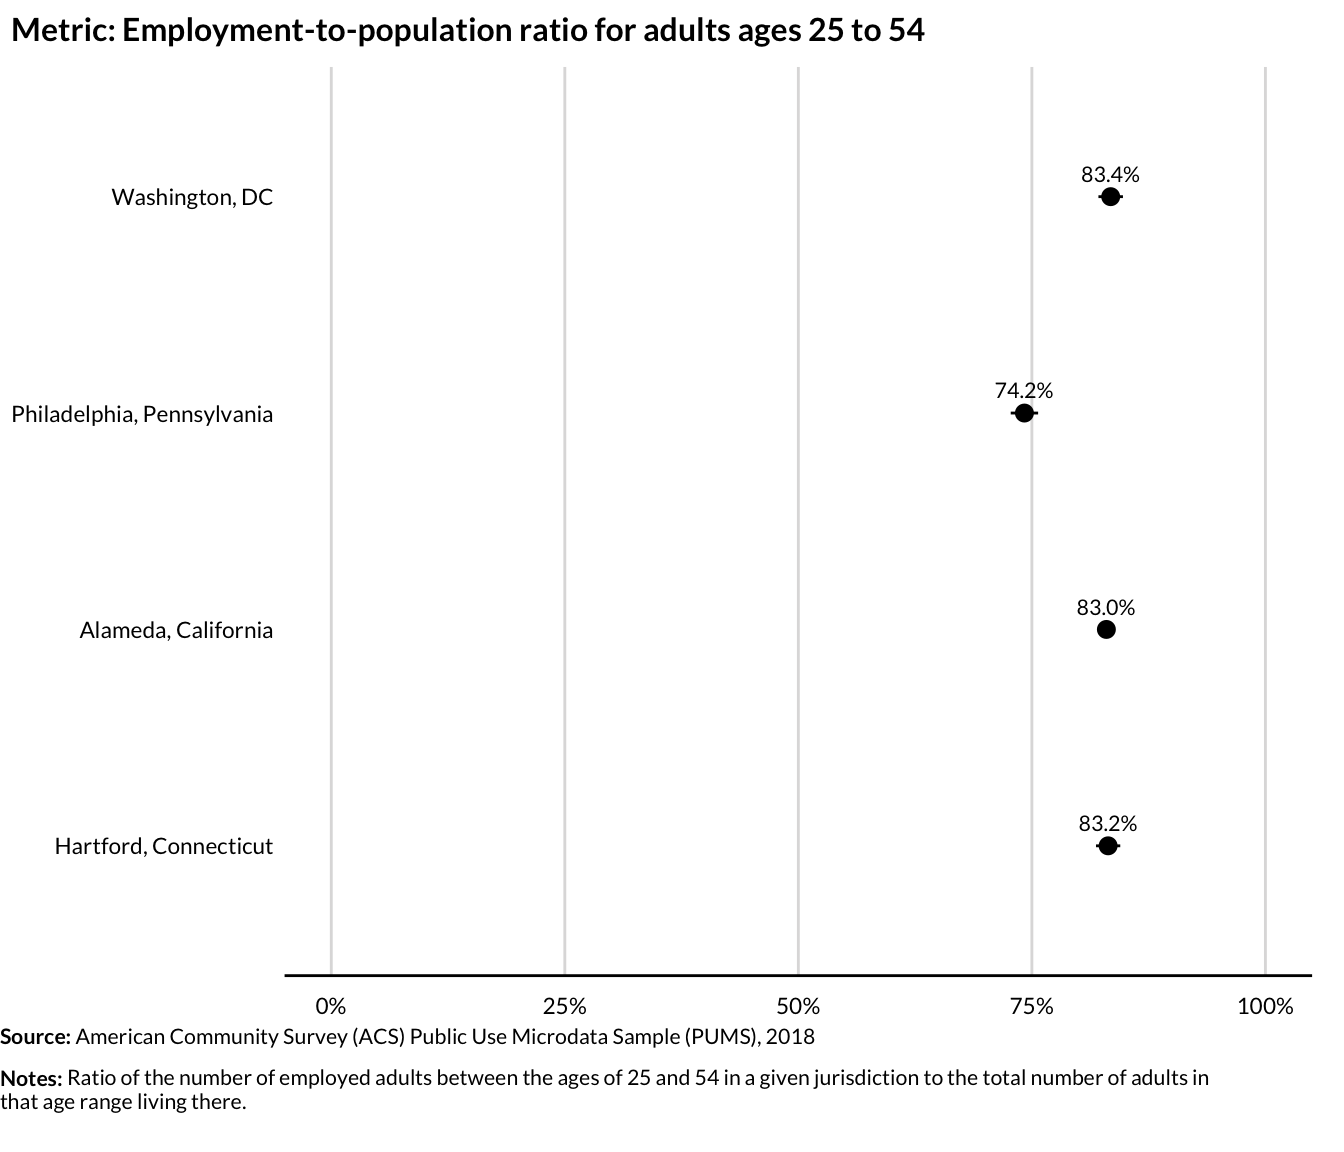 Metric: Employment-to-population ratio for adults ages 25 to 54
83.4%
Washington, DC
74.2%
Philadelphia, Pennsylvania
83.0%
Alameda, California
83.2%
Hartford, Connecticut
0% 25% 50% 75% 100%
Source: American Community Survey (ACS) Public Use Microdata Sample (PUMS), 2018
Notes: Ratio of the number of employed adults between the ages of 25 and 54 in a given jurisdiction to the total number of adults in
that age range living there.